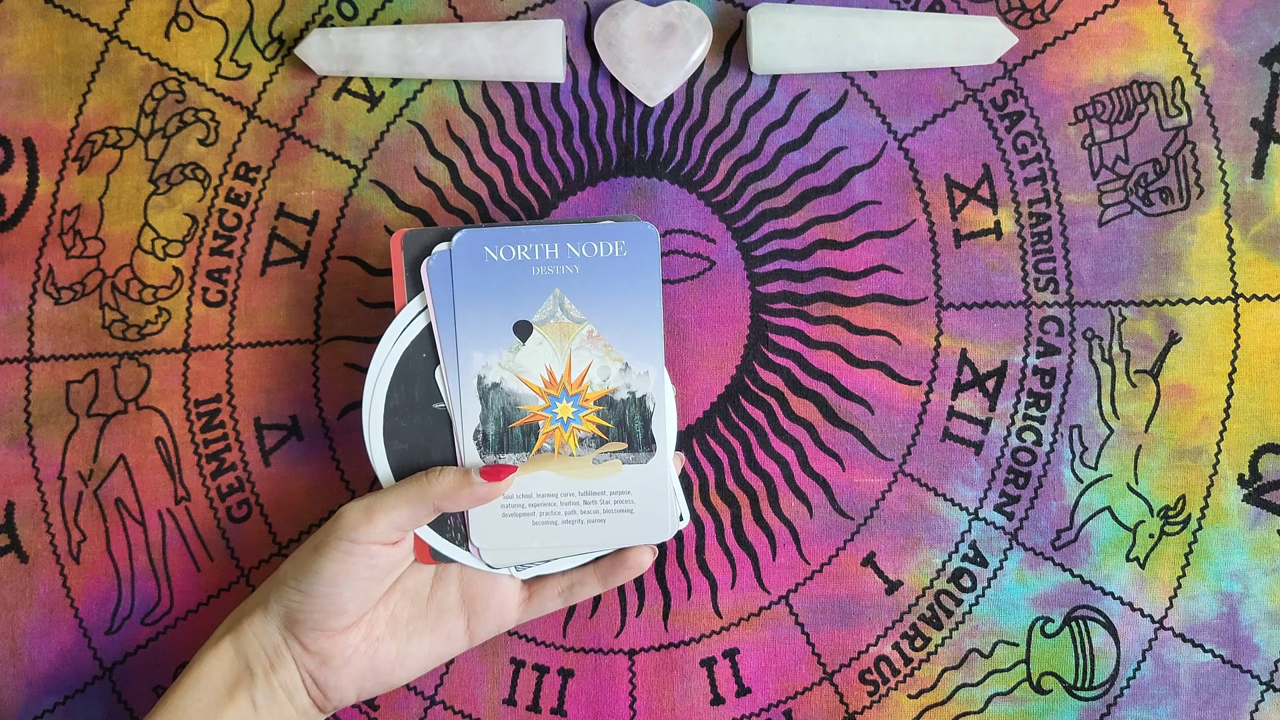 NORTH NODE
DESTINY
Soul school, learning curve, fulfillment, purpose,
maturing, experience, fruition, North Star, process,
development, practice, path, beacon, blossoming,
becoming, integrity, journey
CANCER
VI
GEMINI
V
SAGITTARIUS
XI
CAPRICORN
XII
AQUARIUS
I
II
III